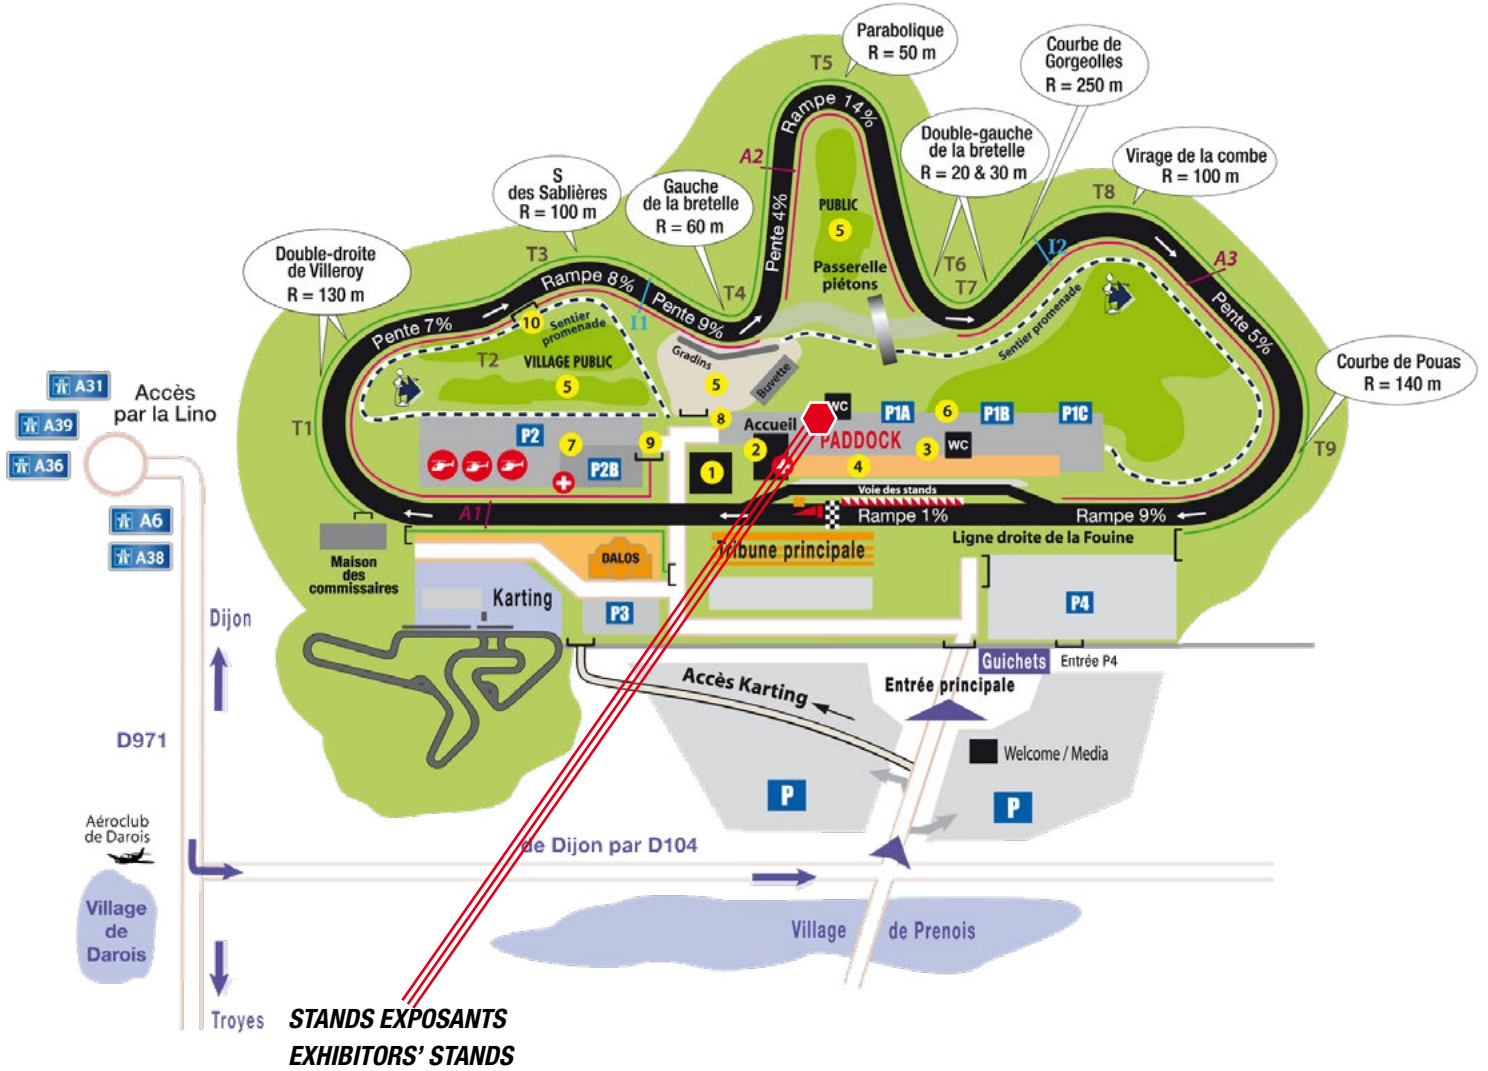 Parabolique
R = 50 m
Courbe de
Gorgeolles
R = 250 m
T5
Rampe 14%
Double-gauche
de la bretelle
R = 20 & 30 m
Virage de la combe
R = 100 m
A2
S
des Sablières
R = 100 m
Gauche
de la bretelle
R = 60 m
T8
PUBLIC
5
Pente 4%
Double-droite
de Villeroy
R = 130 m
T3
T4
T6
T7
I2
A3
Passerelle
piétons
Rampe 8%
Pente 9%
I1
Pente 7%
10
Sentier
promenade
Sentier promenade
Pente 5%
T2
VILLAGE PUBLIC
5
Gradins
5
Buvette
Courbe de Pouas
R = 140 m
A31
A39
A36
Accès
par la Lino
T1
T9
P2
7
P2B
9
8
Accueil
2
1
WC
PADDOCK
P1A
6
P1B
P1C
3
WC
4
Voie des stands
A1
Rampe 1%
Rampe 9%
A6
A38
Maison
des
commissaires
DALOS
Tribune principale
Ligne droite de la Fouine
Karting
P3
P4
Dijon
Guichets
Entrée P4
Accès Karting
Entrée principale
D971
Welcome / Media
P
P
Aéroclub
de Darois
de Dijon par D104
Village
de
Darois
Village de Prenois
Troyes
STANDS EXPOSANTS
EXHIBITORS' STANDS